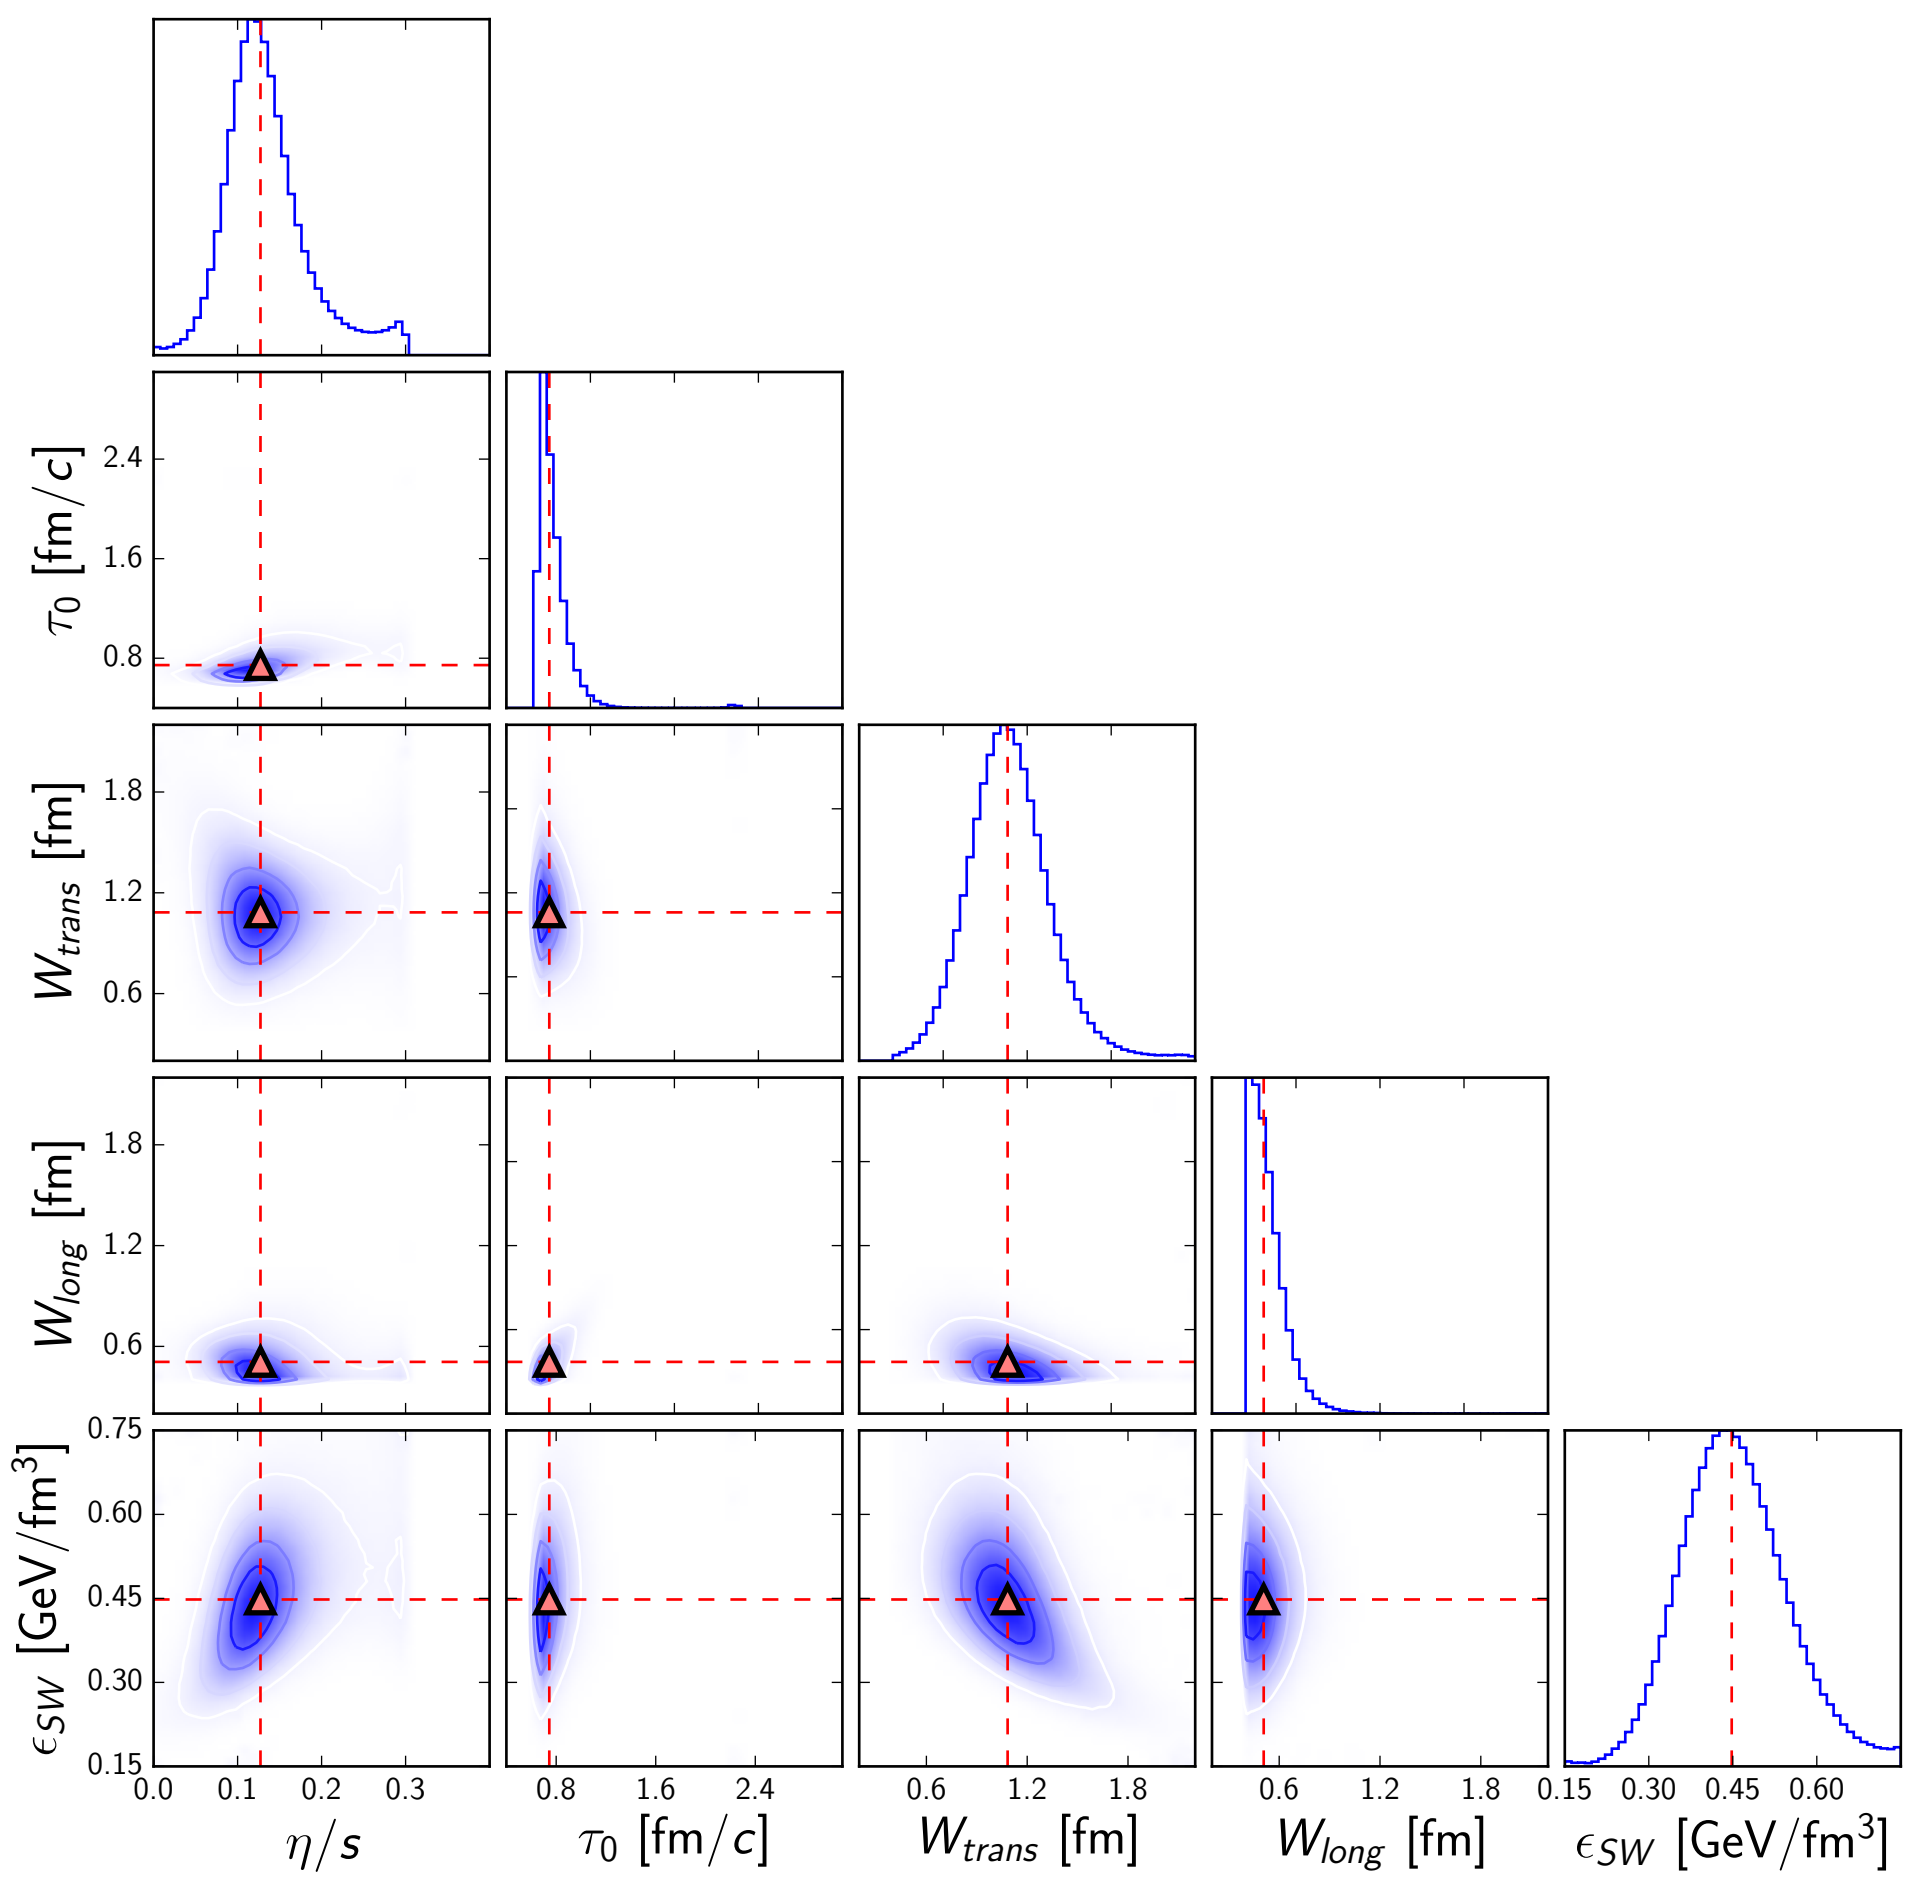 τ0 [fm/c]
2.4
1.6
0.8
Wtrans [fm]
1.8
1.2
0.6
Wlong [fm]
1.8
1.2
0.6
ϵSW [GeV/fm³]
0.75
0.60
0.45
0.30
0.15
0.0 0.1 0.2 0.3 0.8 1.6 2.4 0.6 1.2 1.8 0.6 1.2 1.8 0.15 0.30 0.45 0.60
η/s τ0 [fm/c] Wtrans [fm] Wlong [fm] ϵSW [GeV/fm³]